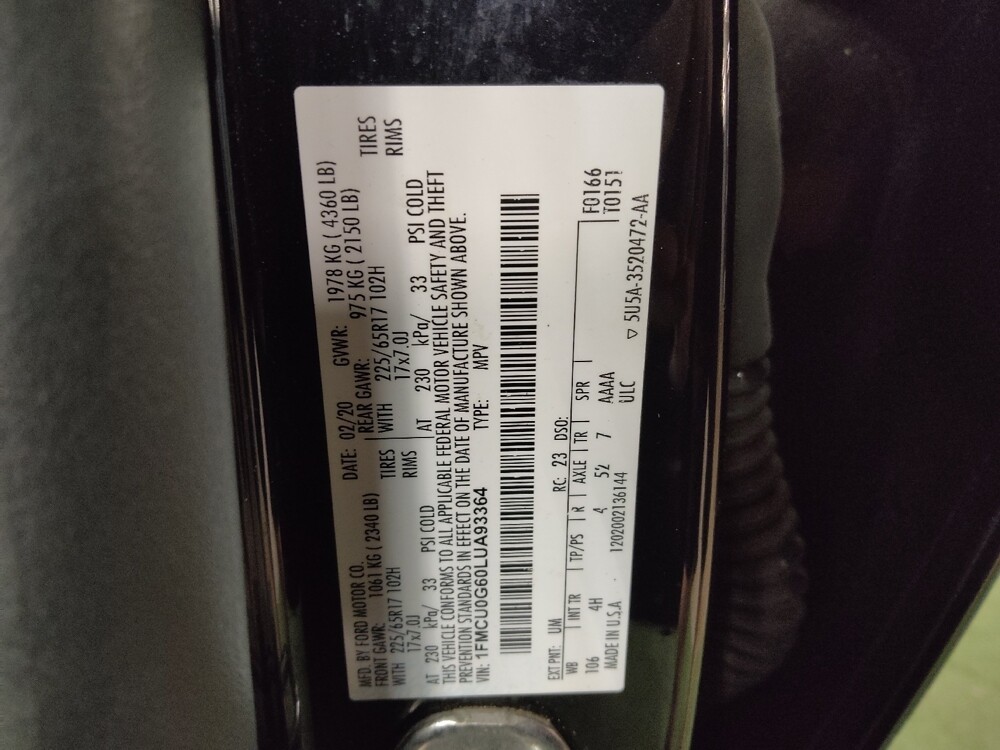 MFD. BY FORD MOTOR CO.
DATE: 02/20 GVWR: 1978 KG ( 4360 LB)
FRONT GAWR: 1061 KG ( 2340 LB) REAR GAWR: 975 KG ( 2150 LB)
WITH 225/65R17 102H TIRES WITH 225/65R17 102H TIRES
17x7.0J RIMS 17x7.0J RIMS
AT 230 kPa/ 33 PSI COLD AT 230 kPa/ 33 PSI COLD
THIS VEHICLE CONFORMS TO ALL APPLICABLE FEDERAL MOTOR VEHICLE SAFETY AND THEFT
PREVENTION STANDARDS IN EFFECT ON THE DATE OF MANUFACTURE SHOWN ABOVE.
VIN: 1FMCU0G60LUA93364 TYPE: MPV
EXT PNT: UM RC: 23 DSO: F0166
WB INT TR TP/PS R AXLE TR SPR T0151
106 4H 4 52 7 AAAA
MADE IN U.S.A 1202002136144 ULC ▽ 5U5A-3520472-AA